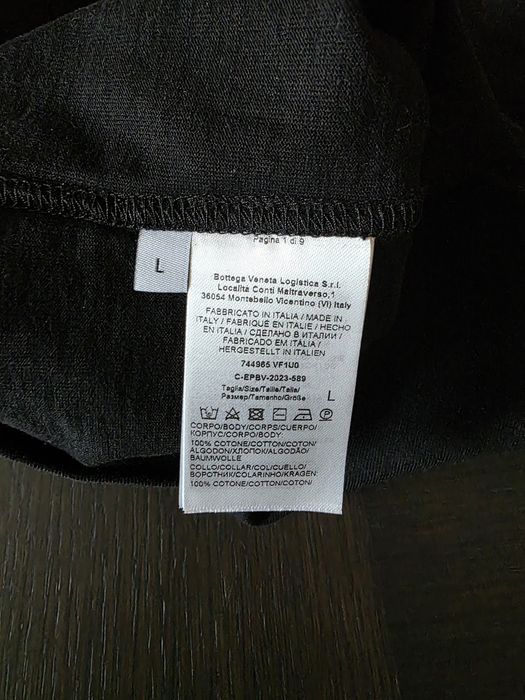 L
Pagina 1 di 9
Bottega Veneta Logistica S.r.l.
Località Conti Maltraverso,1
36054 Montebello Vicentino (VI) Italy
FABBRICATO IN ITALIA / MADE IN
ITALY / FABRIQUÉ EN ITALIE / HECHO
EN ITALIA / СДЕЛАНО В ИТАЛИИ /
FABRICADO EM ITÁLIA /
HERGESTELLT IN ITALIEN
744965 VF1U0
C-EPBV-2023-589
Taglia/Size/Taille/Talla/
Размер/Tamanho/Größe L
CORPO/BODY/CORPS/CUERPO/
КОРПУС/CORPO/BODY:
100% COTONE/COTTON/COTON/
ALGODON/ХЛОПОК/ALGODÃO/
BAUMWOLLE
COLLO/COLLAR/COL/CUELLO/
ВОРОТНИК/COLARINHO/KRAGEN:
100% COTONE/COTTON/COTON/